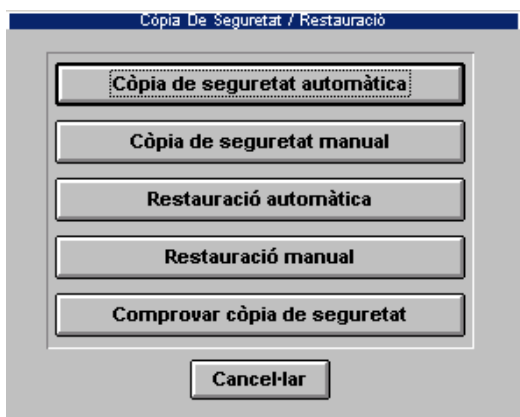 Còpia De Seguretat / Restauració
Còpia de seguretat automàtica
Còpia de seguretat manual
Restauració automàtica
Restauració manual
Comprovar còpia de seguretat
Cancel·lar